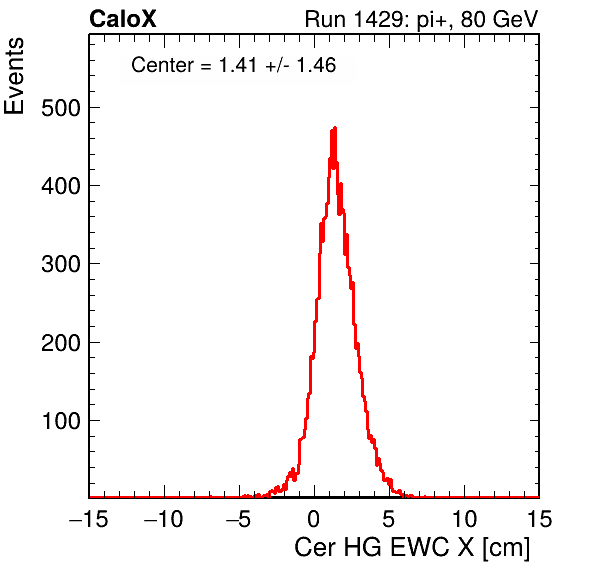 CaloX Run 1429: pi+, 80 GeV
Events
Center = 1.41 +/- 1.46
500
400
300
200
100
−15 −10 −5 0 5 10 15
Cer HG EWC X [cm]